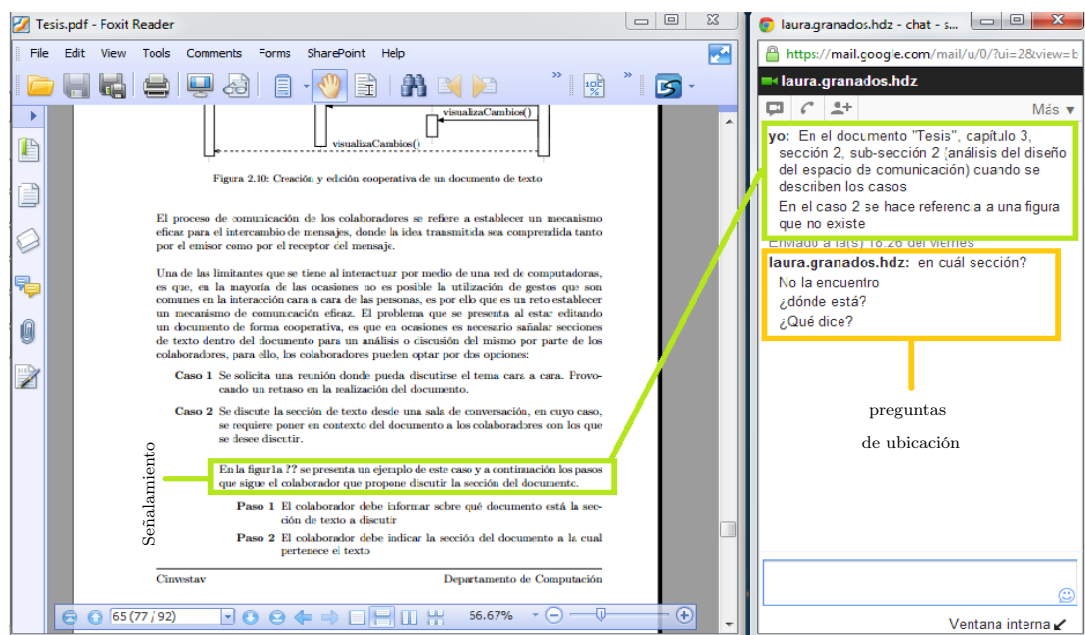 Tesis.pdf - Foxit Reader
File Edit View Tools Comments Forms SharePoint Help
visualizaCambios()
visualizaCambios()
Figura 2.10: Creación y edición cooperativa de un documento de texto
El proceso de comunicación de los colaboradores se refiere a establecer un mecanismo
eficaz para el intercambio de mensajes, donde la idea transmitida sea comprendida tanto
por el emisor como por el receptor del mensaje.
Una de las limitantes que se tiene al interactuar por medio de una red de computadoras,
es que, en la mayoría de las ocasiones no es posible la utilización de gestos que son
comunes en la interacción cara a cara de las personas, es por ello que es un reto establecer
un mecanismo de comunicación eficaz. El problema que se presenta al estar editando
un documento de forma cooperativa, es que en ocasiones es necesario señalar secciones
de texto dentro del documento para un análisis o discusión del mismo por parte de los
colaboradores, para ello, los colaboradores pueden optar por dos opciones:
Caso 1 Se solicita una reunión donde pueda discutirse el tema cara a cara. Provo-
cando un retraso en la realización del documento.
Caso 2 Se discute la sección de texto desde una sala de conversación, en cuyo caso,
se requiere poner en contexto del documento a los colaboradores con los que
se desee discutir.
Señalamiento
En la figur1a ?? se presenta un ejemplo de este caso y a continuación los pasos
que sigue el colaborador que propone discutir la sección del documento.
Paso 1 El colaborador debe informar sobre qué documento está la sec-
ción de texto a discutir
Paso 2 El colaborador debe indicar la sección del documento a la cual
pertenece el texto
Cinvestav Departamento de Computación
65 (77 / 92) 56.67%
laura.granados.hdz - chat - s...
https://mail.google.com/mail/u/0/?ui=2&view=b
laura.granados.hdz
Más
yo: En el documento "Tesis", capítulo 3,
sección 2, sub-sección 2 (análisis del diseño
del espacio de comunicación) cuando se
describen los casos
En el caso 2 se hace referencia a una figura
que no existe
Enviado a la(s) 18:26 del viernes
laura.granados.hdz: en cuál sección?
No la encuentro
¿dónde está?
¿Qué dice?
preguntas
de ubicación
Ventana interna